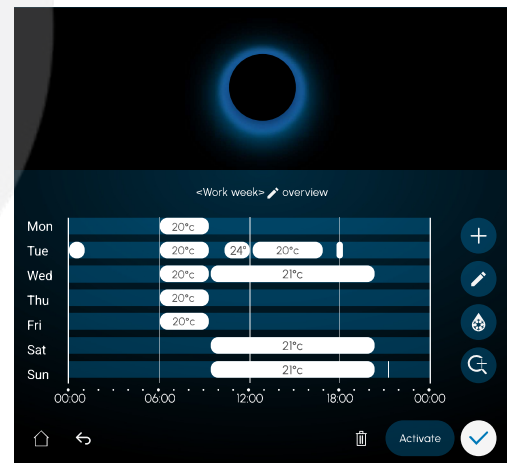 <Work week> overview
Mon 20°c
Tue 20°c 24° 20°c
Wed 20°c 21°c
Thu 20°c
Fri 20°c
Sat 21°c
Sun 21°c
00:00 06:00 12:00 18:00 00:00
Activate